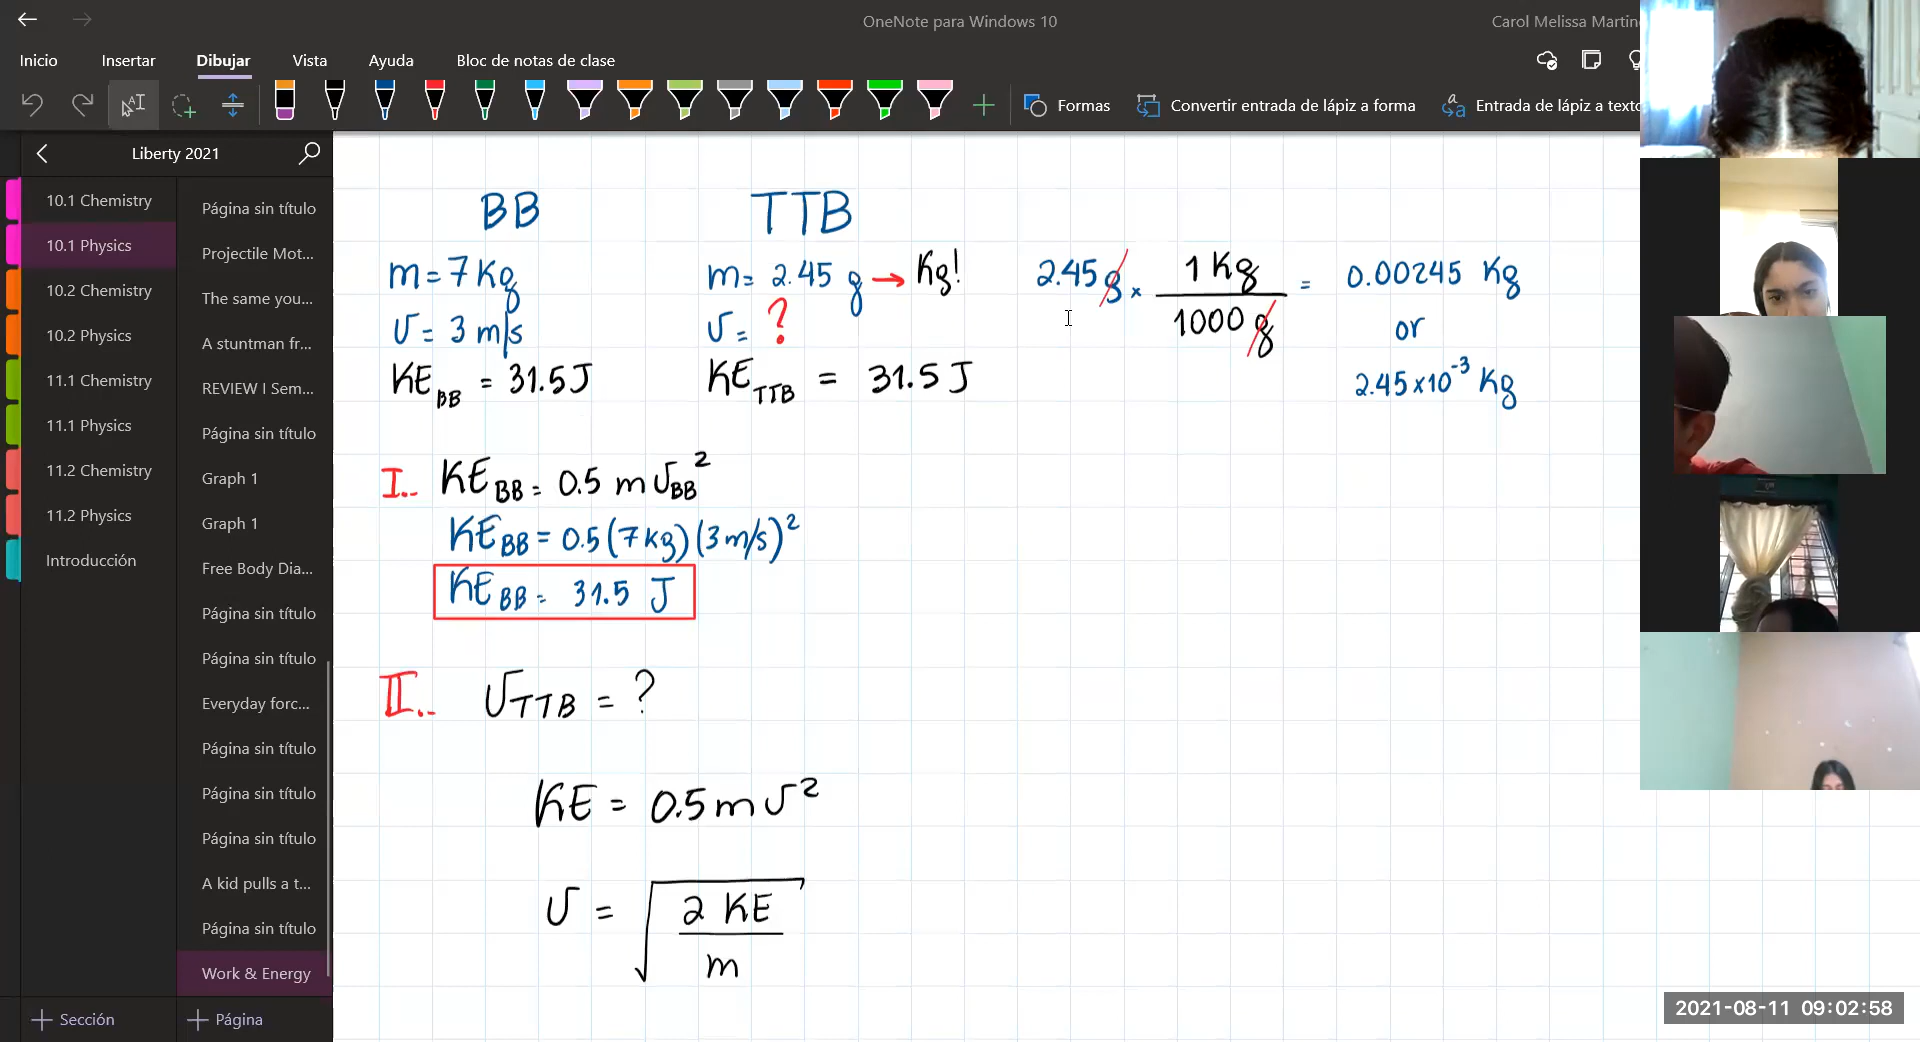 OneNote para Windows 10
Carol Melissa Martin
Inicio Insertar Dibujar Vista Ayuda Bloc de notas de clase
Formas Convertir entrada de lápiz a forma Entrada de lápiz a texto
Liberty 2021
10.1 Chemistry
10.1 Physics
10.2 Chemistry
10.2 Physics
11.1 Chemistry
11.1 Physics
11.2 Chemistry
11.2 Physics
Introducción
Sección
Página sin título
Projectile Mot...
The same you...
A stuntman fr...
REVIEW I Sem...
Página sin título
Graph 1
Graph 1
Free Body Dia...
Página sin título
Página sin título
Everyday forc...
Página sin título
Página sin título
Página sin título
A kid pulls a t...
Página sin título
Work & Energy
Página
BB
m = 7 Kg
v = 3 m/s
KE BB = 31.5 J
TTB
m = 2.45 g → Kg!
v = ?
KE TTB = 31.5 J
2.45 g × 1 Kg / 1000 g = 0.00245 Kg
or
2.45 × 10⁻³ Kg
I.. KE BB = 0.5 m v BB²
KE BB = 0.5 (7 kg) (3 m/s)²
KE BB = 31.5 J
II.. v TTB = ?
KE = 0.5 m v²
v = √(2 KE / m)
2021-08-11 09:02:58